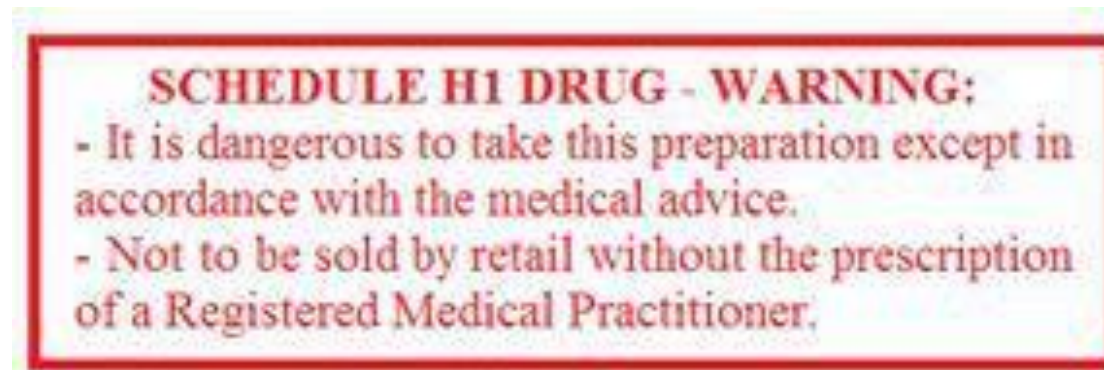 SCHEDULE H1 DRUG - WARNING:
- It is dangerous to take this preparation except in
accordance with the medical advice.
- Not to be sold by retail without the prescription
of a Registered Medical Practitioner.